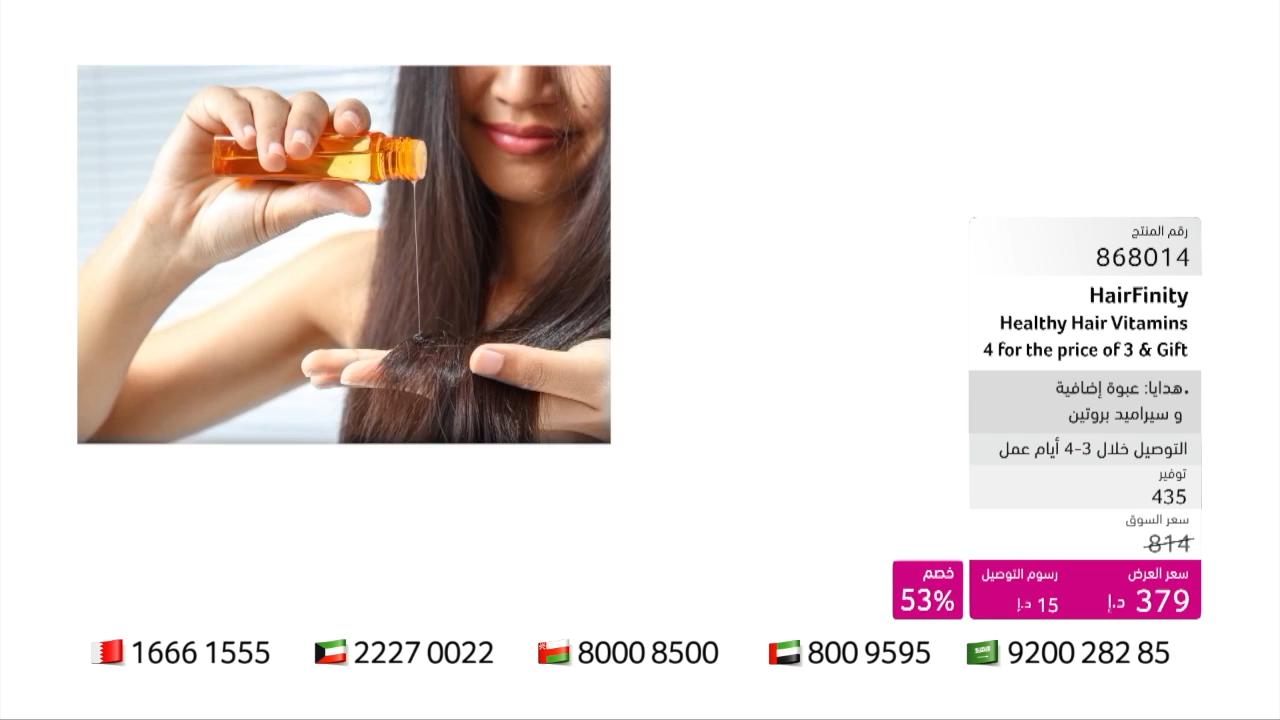 رقم المنتج
868014
HairFinity
Healthy Hair Vitamins
4 for the price of 3 & Gift
.هدايا: عبوة إضافية
و سيراميد بروتين
التوصيل خلال 3-4 أيام عمل
توفير
435
سعر السوق
814
سعر العرض
379 د.إ
رسوم التوصيل
15 د.إ
خصم
53%
1666 1555
2227 0022
8000 8500
800 9595
9200 282 85